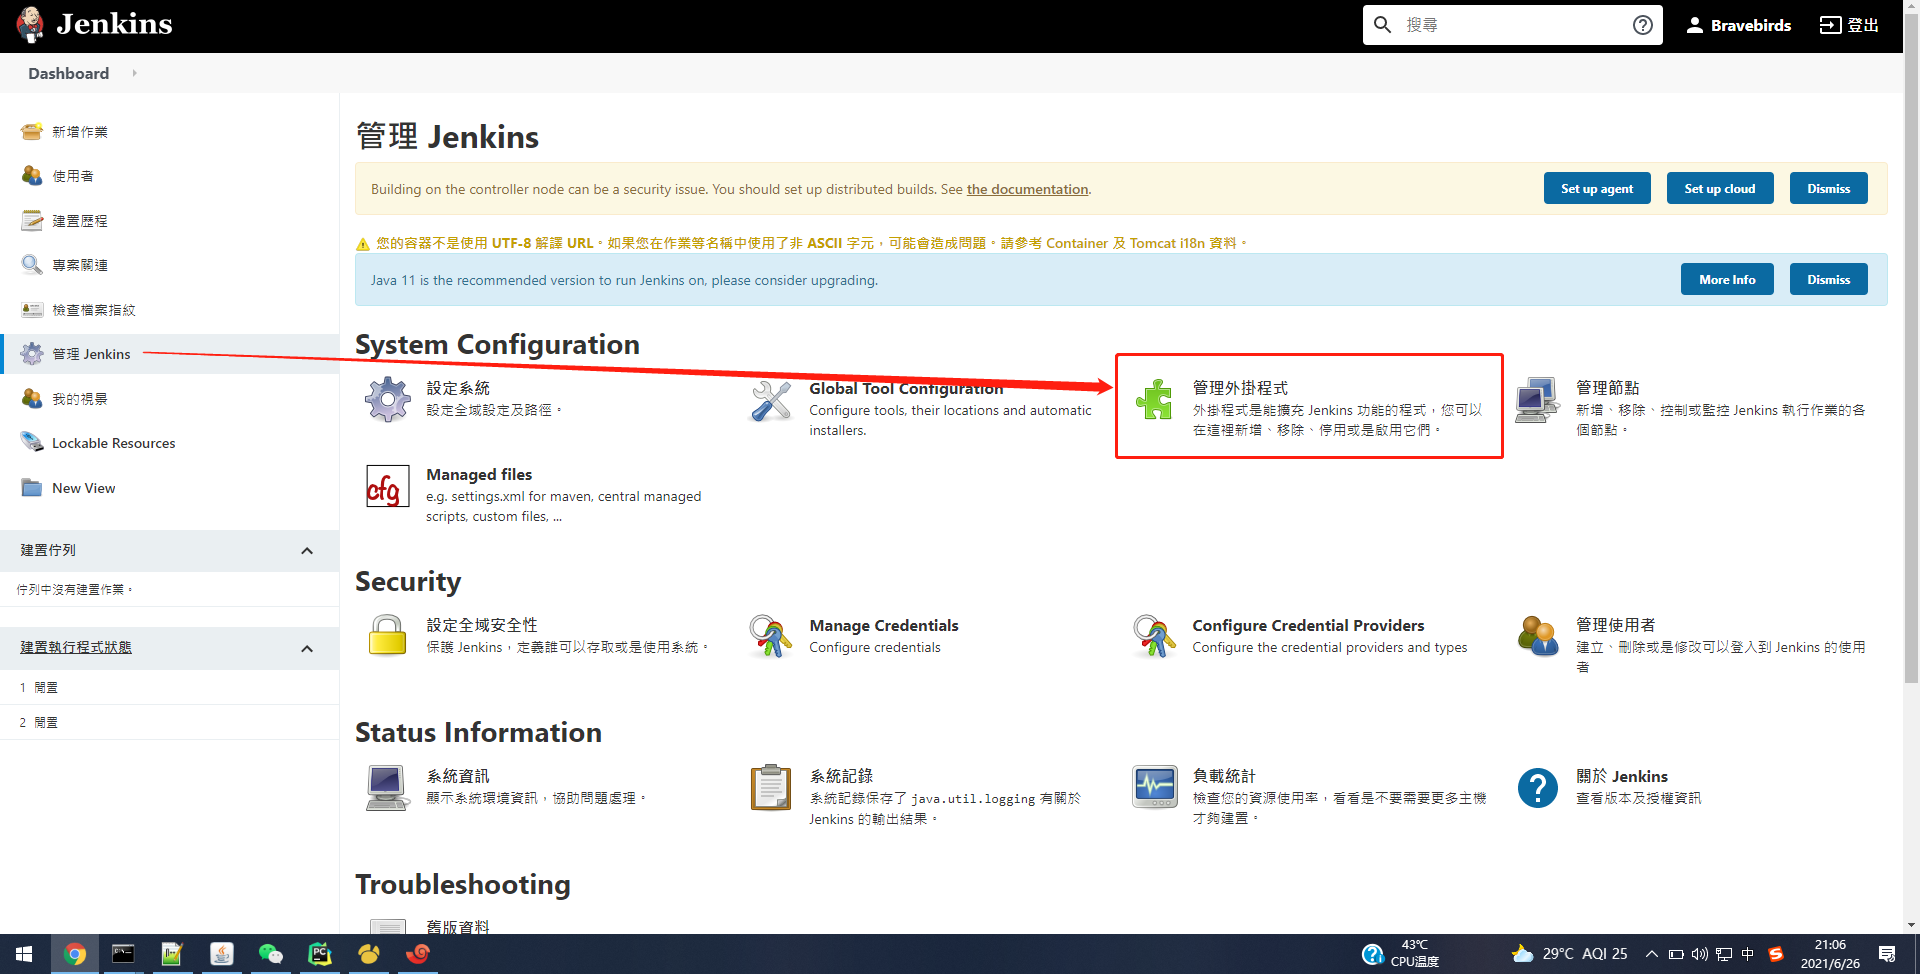 Jenkins
搜尋
Bravebirds
登出
Dashboard
新增作業
使用者
建置歷程
專案關連
檢查檔案指紋
管理 Jenkins
我的視景
Lockable Resources
New View
建置佇列
佇列中沒有建置作業。
建置執行程式狀態
1 閒置
2 閒置
管理 Jenkins
Building on the controller node can be a security issue. You should set up distributed builds. See the documentation.
Set up agent
Set up cloud
Dismiss
您的容器不是使用 UTF-8 解譯 URL。如果您在作業等名稱中使用了非 ASCII 字元，可能會造成問題。請參考 Container 及 Tomcat i18n 資料。
Java 11 is the recommended version to run Jenkins on, please consider upgrading.
More Info
Dismiss
System Configuration
設定系統
設定全域設定及路徑。
Global Tool Configuration
Configure tools, their locations and automatic
installers.
管理外掛程式
外掛程式是能擴充 Jenkins 功能的程式，您可以
在這裡新增、移除、停用或是啟用它們。
管理節點
新增、移除、控制或監控 Jenkins 執行作業的各
個節點。
cfg
Managed files
e.g. settings.xml for maven, central managed
scripts, custom files, ...
Security
設定全域安全性
保護 Jenkins，定義誰可以存取或是使用系統。
Manage Credentials
Configure credentials
Configure Credential Providers
Configure the credential providers and types
管理使用者
建立、刪除或是修改可以登入到 Jenkins 的使用
者
Status Information
系統資訊
顯示系統環境資訊，協助問題處理。
系統記錄
系統記錄保存了 java.util.logging 有關於
Jenkins 的輸出結果。
負載統計
檢查您的資源使用率，看看是不要需要更多主機
才夠建置。
關於 Jenkins
查看版本及授權資訊
Troubleshooting
舊版資料
43℃
CPU温度
29°C AQI 25
中
21:06
2021/6/26